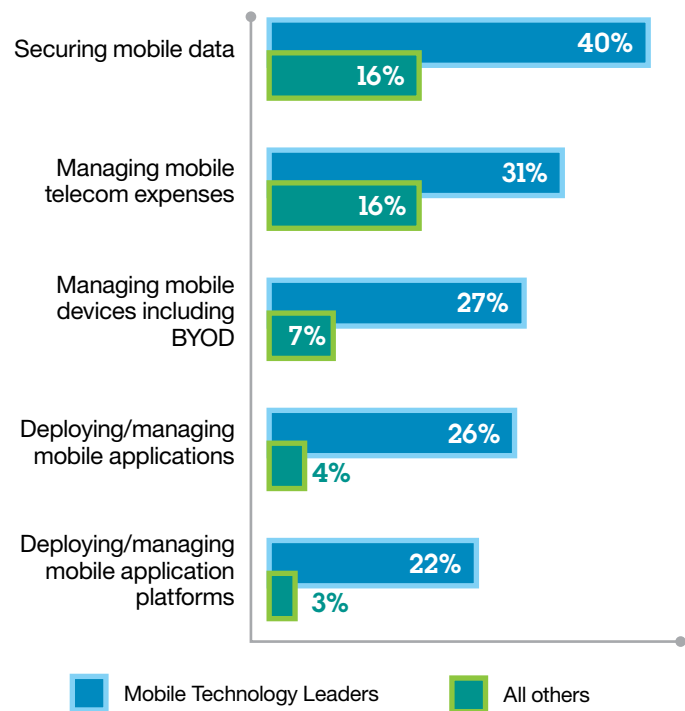 Securing mobile data
40%
16%
Managing mobile
telecom expenses
31%
16%
Managing mobile
devices including
BYOD
27%
7%
Deploying/managing
mobile applications
26%
4%
Deploying/managing
mobile application
platforms
22%
3%
Mobile Technology Leaders
All others